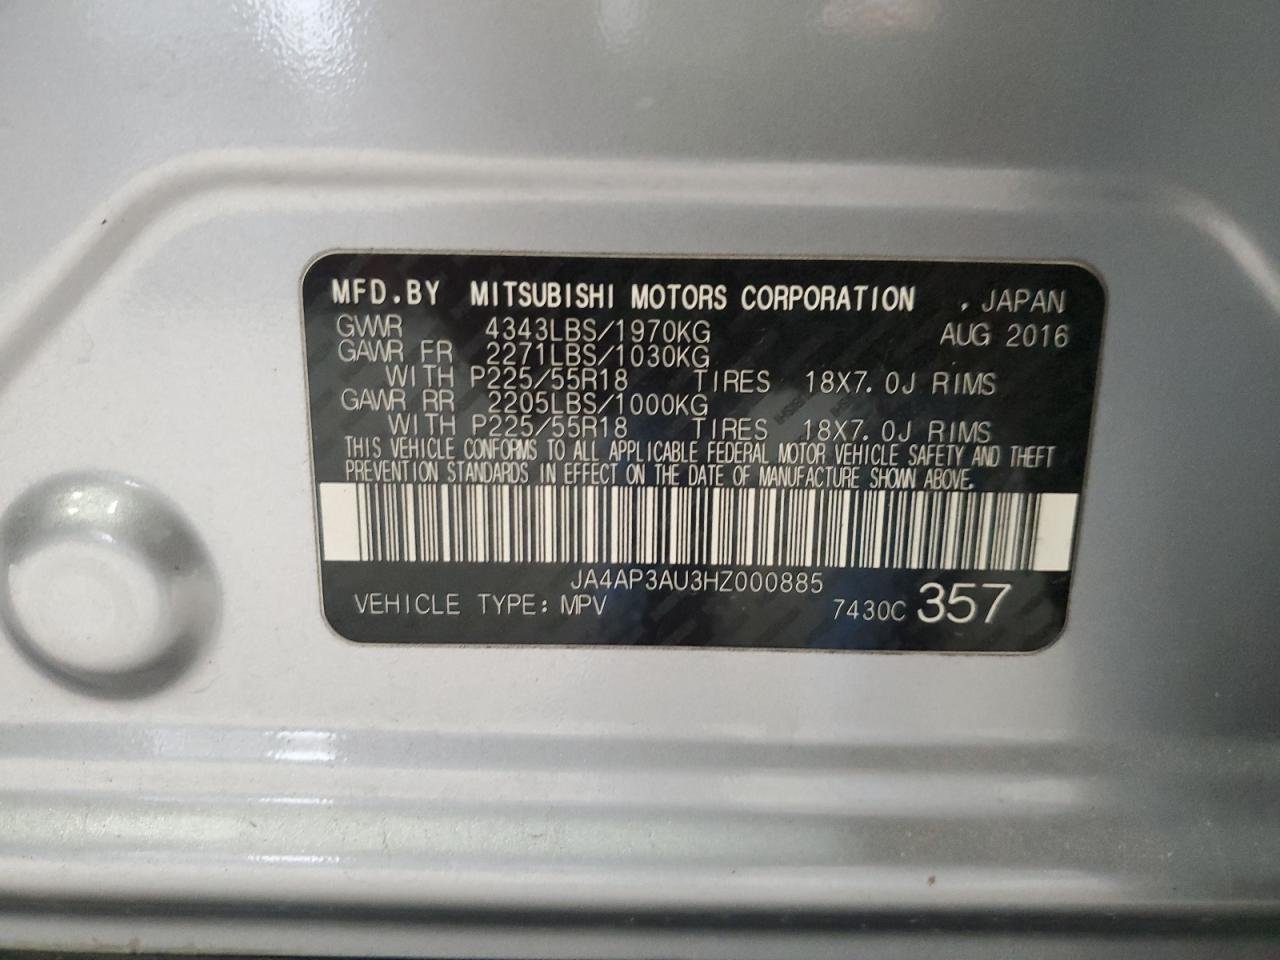 MFD.BY MITSUBISHI MOTORS CORPORATION . JAPAN
GVWR 4343LBS/1970KG AUG 2016
GAWR FR 2271LBS/1030KG
WITH P225/55R18 TIRES 18X7.0J RIMS
GAWR RR 2205LBS/1000KG
WITH P225/55R18 TIRES 18X7.0J RIMS
THIS VEHICLE CONFORMS TO ALL APPLICABLE FEDERAL MOTOR VEHICLE SAFETY AND THEFT
PREVENTION STANDARDS IN EFFECT ON THE DATE OF MANUFACTURE SHOWN ABOVE.
JA4AP3AU3HZ000885
VEHICLE TYPE: MPV 7430C 357